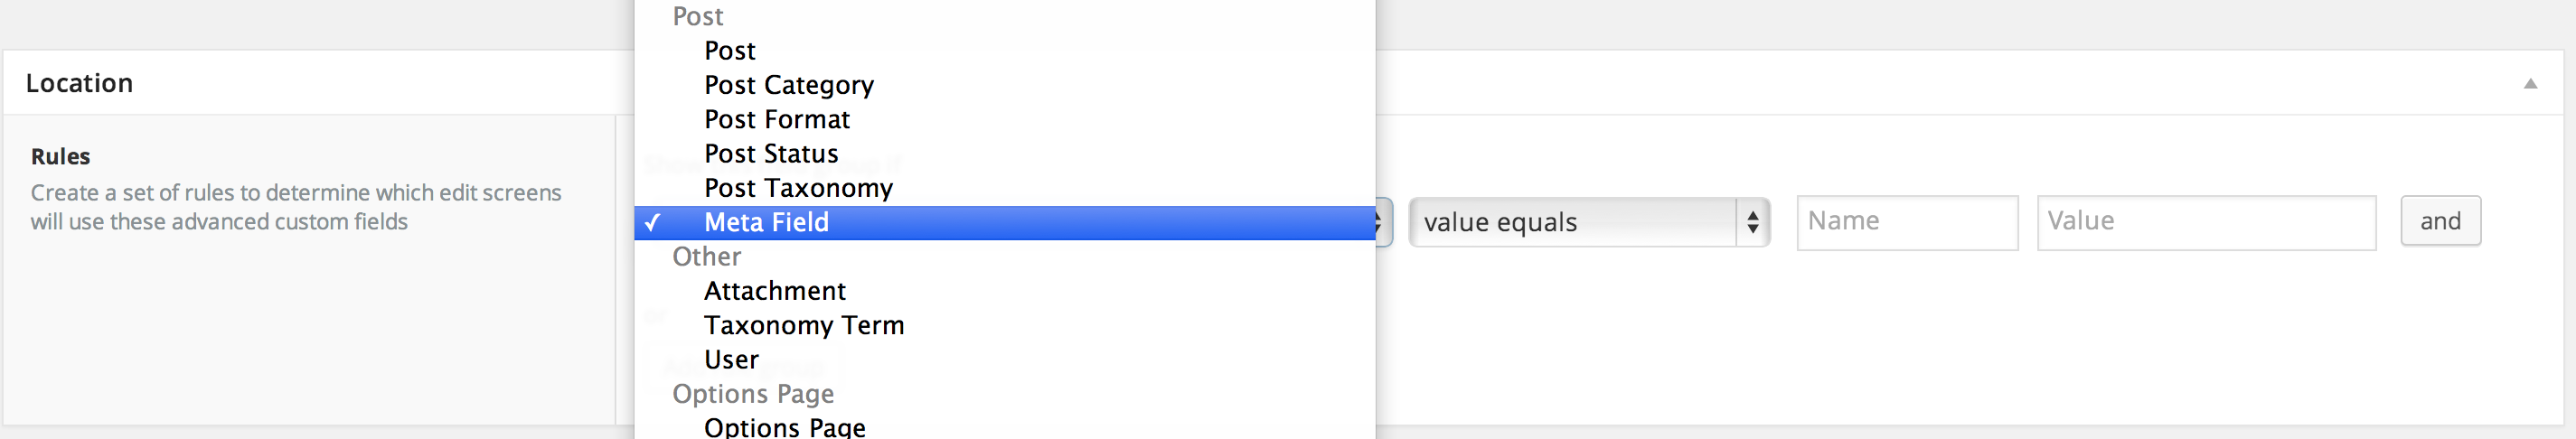 Post
Post
Post Category
Post Format
Post Status
Post Taxonomy
✓ Meta Field
Other
Attachment
Taxonomy Term
User
Options Page
Options Page
Location
Rules
Create a set of rules to determine which edit screens
will use these advanced custom fields
value equals
Name
Value
and